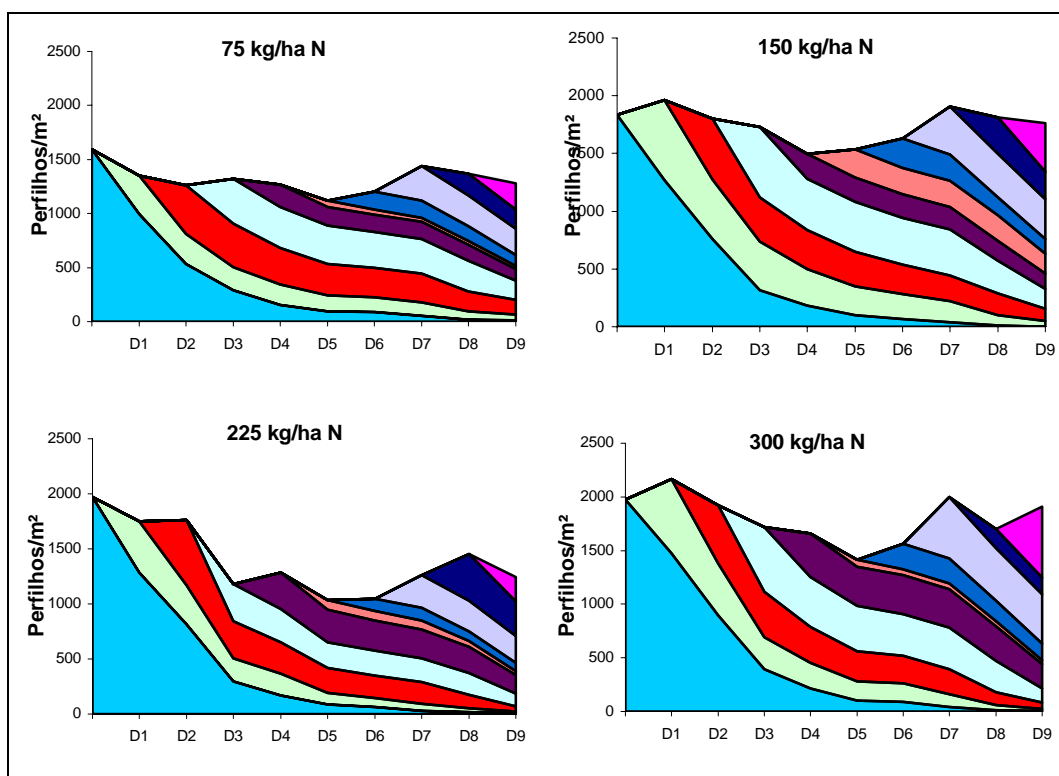 75 kg/ha N
Perfilhos/m²
2500
2000
1500
1000
500
0
D1 D2 D3 D4 D5 D6 D7 D8 D9
150 kg/ha N
Perfilhos/m²
2500
2000
1500
1000
500
0
D1 D2 D3 D4 D5 D6 D7 D8 D9
225 kg/ha N
Perfilhos/m²
2500
2000
1500
1000
500
0
D1 D2 D3 D4 D5 D6 D7 D8 D9
300 kg/ha N
Perfilhos/m²
2500
2000
1500
1000
500
0
D1 D2 D3 D4 D5 D6 D7 D8 D9